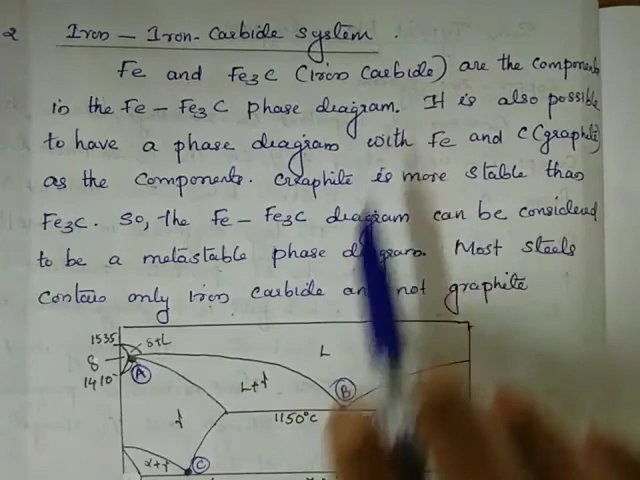 2 Iron - Iron-Carbide system.
Fe and Fe3C (Iron Carbide) are the components
in the Fe - Fe3C phase diagram. It is also possible
to have a phase diagram with Fe and C (graphite)
as the components. Graphite is more stable than
Fe3C. So, the Fe - Fe3C diagram can be considered
to be a metastable phase diagram. Most steels
contain only iron carbide and not graphite
1535
δ+L
L
δ
1410
A
L+γ
B
γ
1150°C
α+γ
C